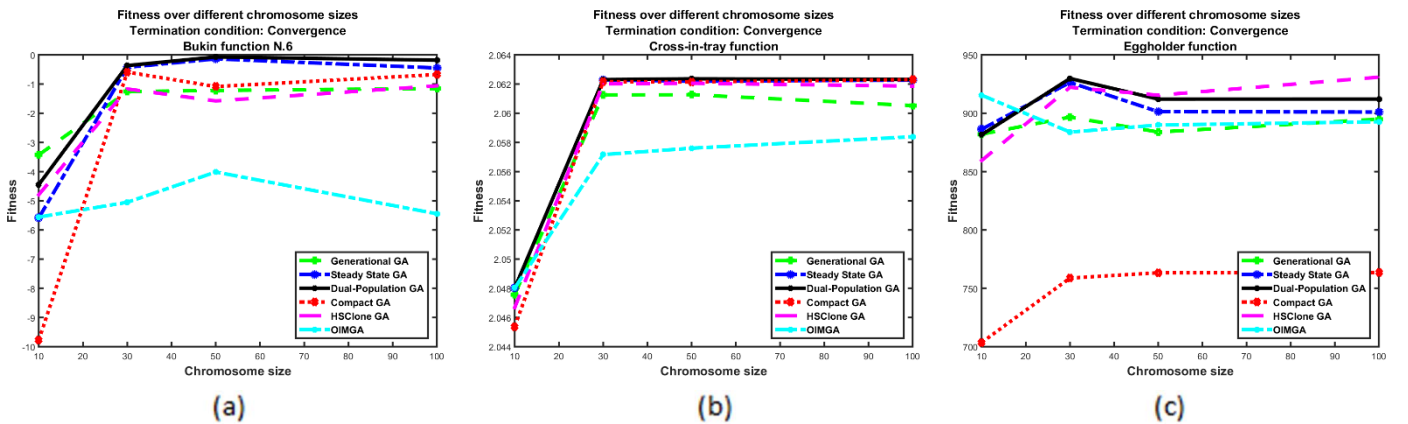 Fitness over different chromosome sizes
Termination condition: Convergence
Bukin function N.6
0
-1
-2
-3
-4
-5
-6
-7
-8
-9
-10
Fitness
10
20
30
40
50
60
70
80
90
100
Chromosome size
Generational GA
Steady State GA
Dual-Population GA
Compact GA
HSClone GA
OIMGA
(a)
Fitness over different chromosome sizes
Termination condition: Convergence
Cross-in-tray function
2.064
2.062
2.06
2.058
2.056
2.054
2.052
2.05
2.048
2.046
2.044
Fitness
10
20
30
40
50
60
70
80
90
100
Chromosome size
Generational GA
Steady State GA
Dual-Population GA
Compact GA
HSClone GA
OIMGA
(b)
Fitness over different chromosome sizes
Termination condition: Convergence
Eggholder function
950
900
850
800
750
700
Fitness
10
20
30
40
50
60
70
80
90
100
Chromosome size
Generational GA
Steady State GA
Dual-Population GA
Compact GA
HSClone GA
OIMGA
(c)